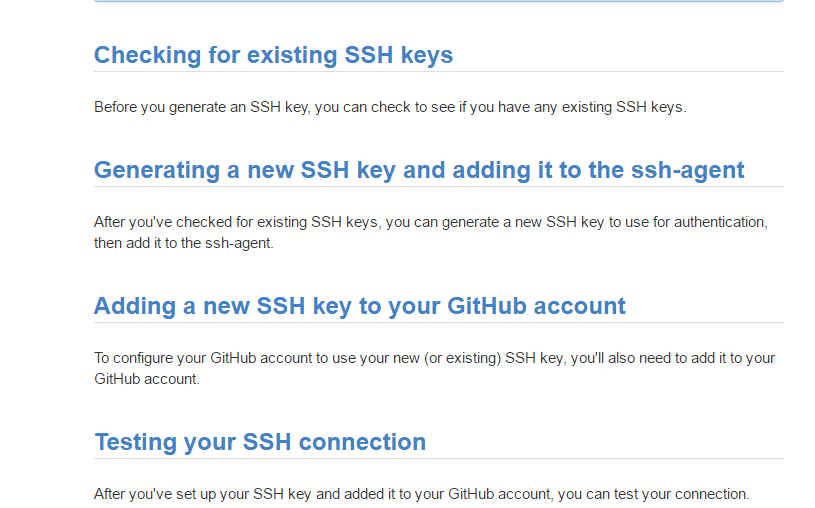 Checking for existing SSH keys
Before you generate an SSH key, you can check to see if you have any existing SSH keys.
Generating a new SSH key and adding it to the ssh-agent
After you've checked for existing SSH keys, you can generate a new SSH key to use for authentication,
then add it to the ssh-agent.
Adding a new SSH key to your GitHub account
To configure your GitHub account to use your new (or existing) SSH key, you'll also need to add it to your
GitHub account.
Testing your SSH connection
After you've set up your SSH key and added it to your GitHub account, you can test your connection.